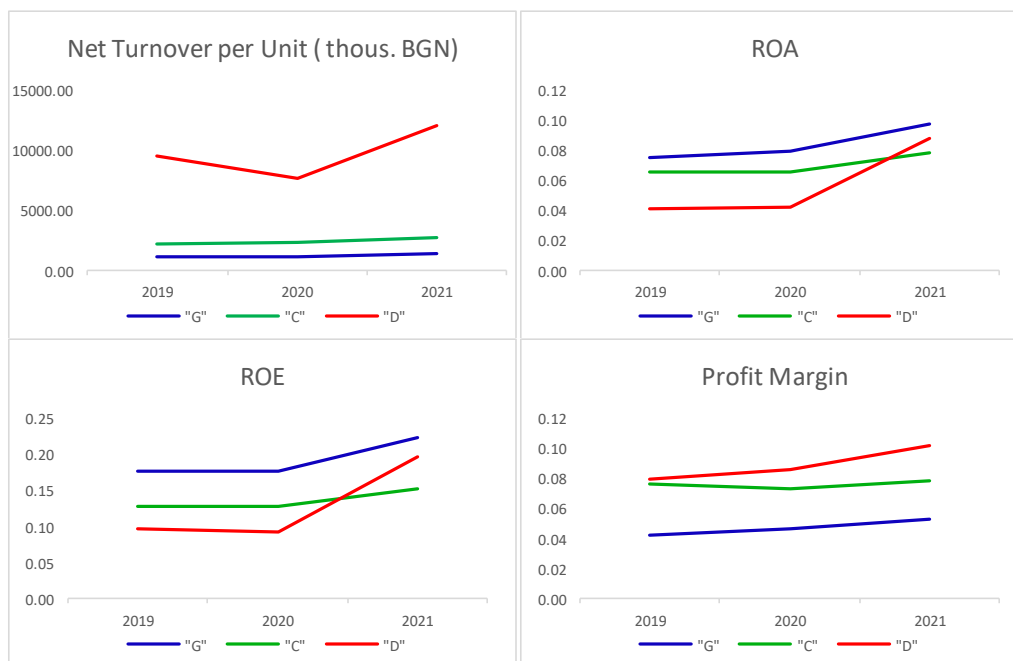 Net Turnover per Unit ( thous. BGN)
15000.00
10000.00
5000.00
0.00
2019 2020 2021
"G" "C" "D"
ROA
0.12
0.10
0.08
0.06
0.04
0.02
0.00
2019 2020 2021
"G" "C" "D"
ROE
0.25
0.20
0.15
0.10
0.05
0.00
2019 2020 2021
"G" "C" "D"
Profit Margin
0.12
0.10
0.08
0.06
0.04
0.02
0.00
2019 2020 2021
"G" "C" "D"